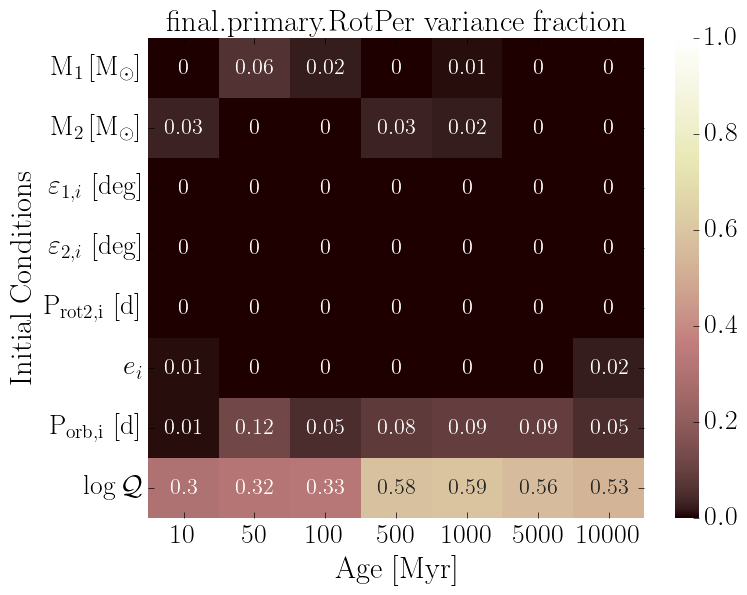 final.primary.RotPer variance fraction
M₁ [M⊙] 0 0.06 0.02 0 0.01 0 0
M₂ [M⊙] 0.03 0 0 0.03 0.02 0 0
ε₁,ᵢ [deg] 0 0 0 0 0 0 0
ε₂,ᵢ [deg] 0 0 0 0 0 0 0
P_rot2,i [d] 0 0 0 0 0 0 0
eᵢ 0.01 0 0 0 0 0 0.02
P_orb,i [d] 0.01 0.12 0.05 0.08 0.09 0.09 0.05
log 𝒬 0.3 0.32 0.33 0.58 0.59 0.56 0.53
10 50 100 500 1000 5000 10000
Age [Myr]
Initial Conditions
1.0
0.8
0.6
0.4
0.2
0.0